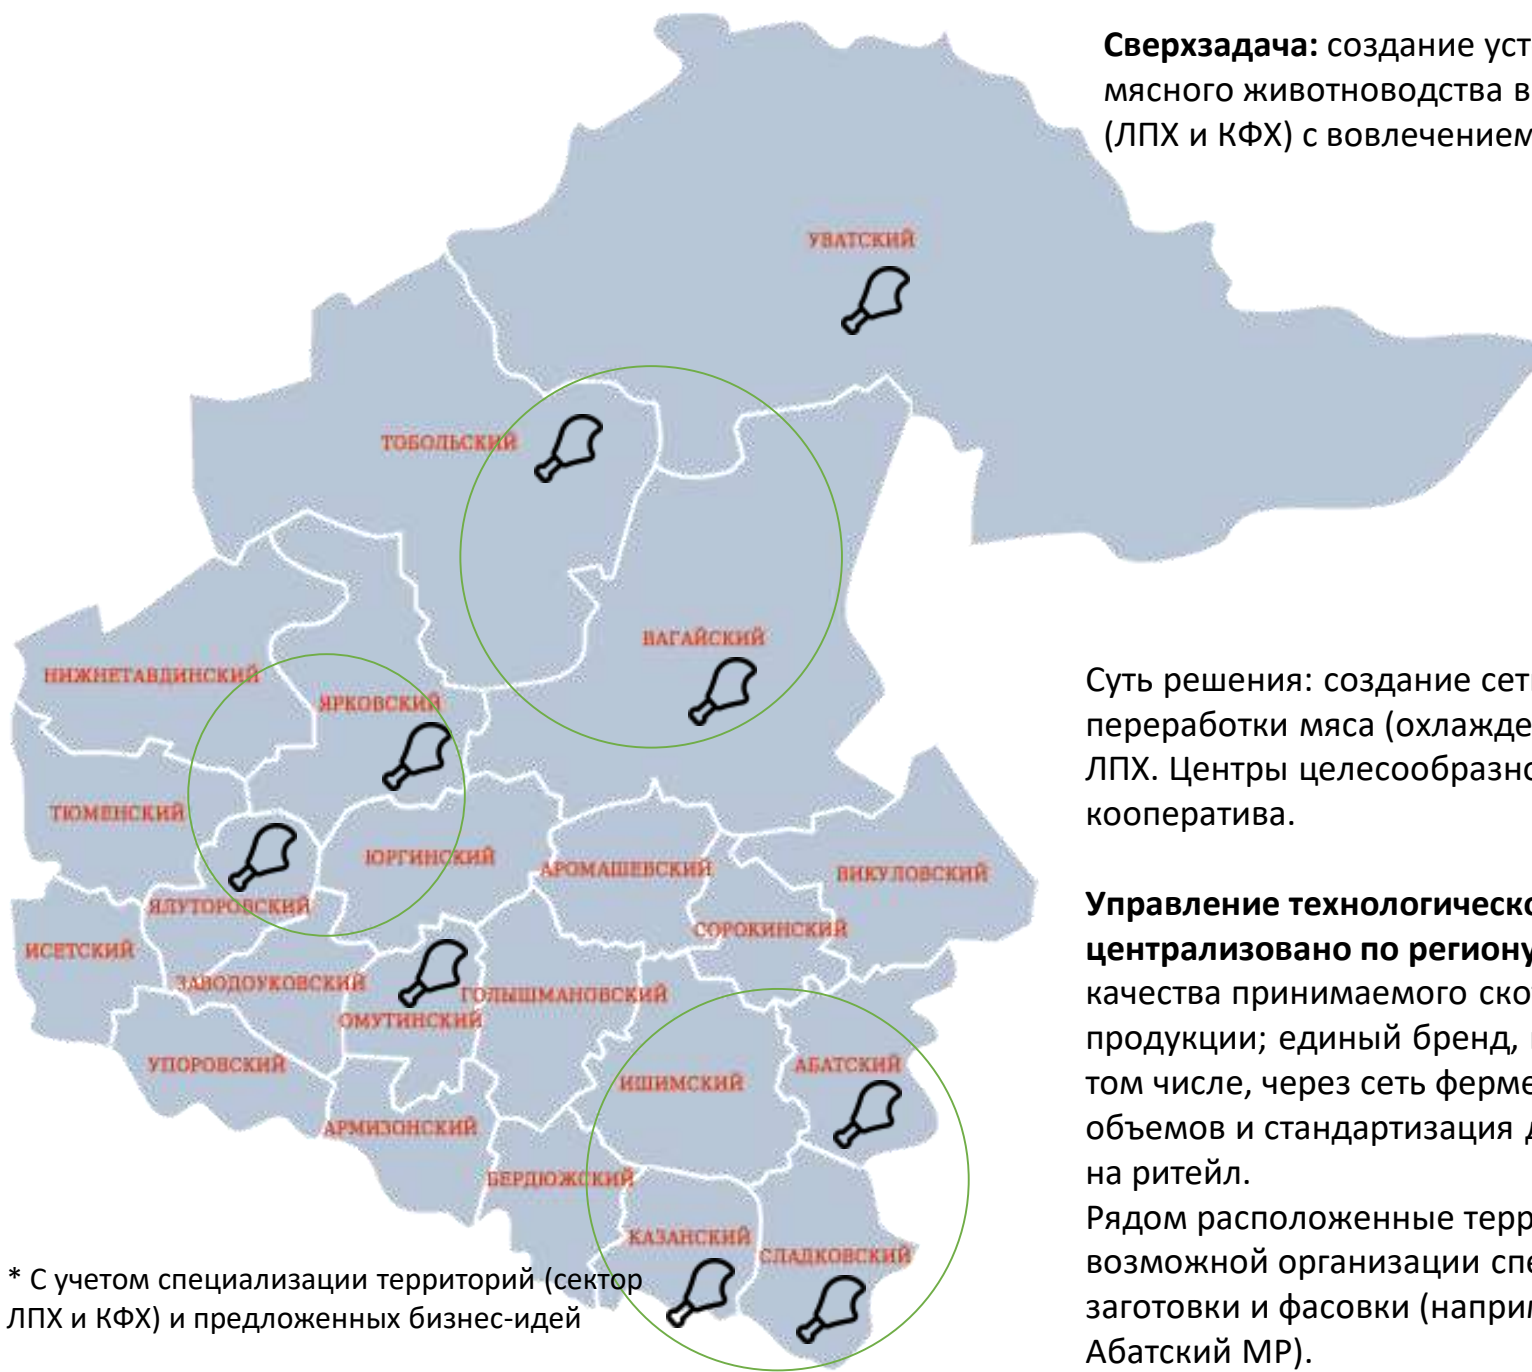 Сверхзадача: создание уст
мясного животноводства в
(ЛПХ и КФХ) с вовлечением
УВАТСКИЙ
ТОБОЛЬСКИЙ
ВАГАЙСКИЙ
НИЖНЕТАВДИНСКИЙ
ЯРКОВСКИЙ
ТЮМЕНСКИЙ
ЮРГИНСКИЙ
АРОМАШЕВСКИЙ
ВИКУЛОВСКИЙ
ЯЛУТОРОВСКИЙ
СОРОКИНСКИЙ
ИСЕТСКИЙ
ЗАВОДОУКОВСКИЙ
ГОЛЫШМАНОВСКИЙ
ОМУТИНСКИЙ
УПОРОВСКИЙ
ИШИМСКИЙ
АБАТСКИЙ
АРМИЗОНСКИЙ
БЕРДЮЖСКИЙ
КАЗАНСКИЙ
СЛАДКОВСКИЙ
Суть решения: создание сет
переработки мяса (охлажде
ЛПХ. Центры целесообразно
кооператива.
Управление технологическо
централизовано по региону
качества принимаемого ско
продукции; единый бренд,
том числе, через сеть ферме
объемов и стандартизация д
на ритейл.
Рядом расположенные терр
возможной организации спе
заготовки и фасовки (напри
Абатский МР).
* С учетом специализации территорий (сектор
ЛПХ и КФХ) и предложенных бизнес-идей